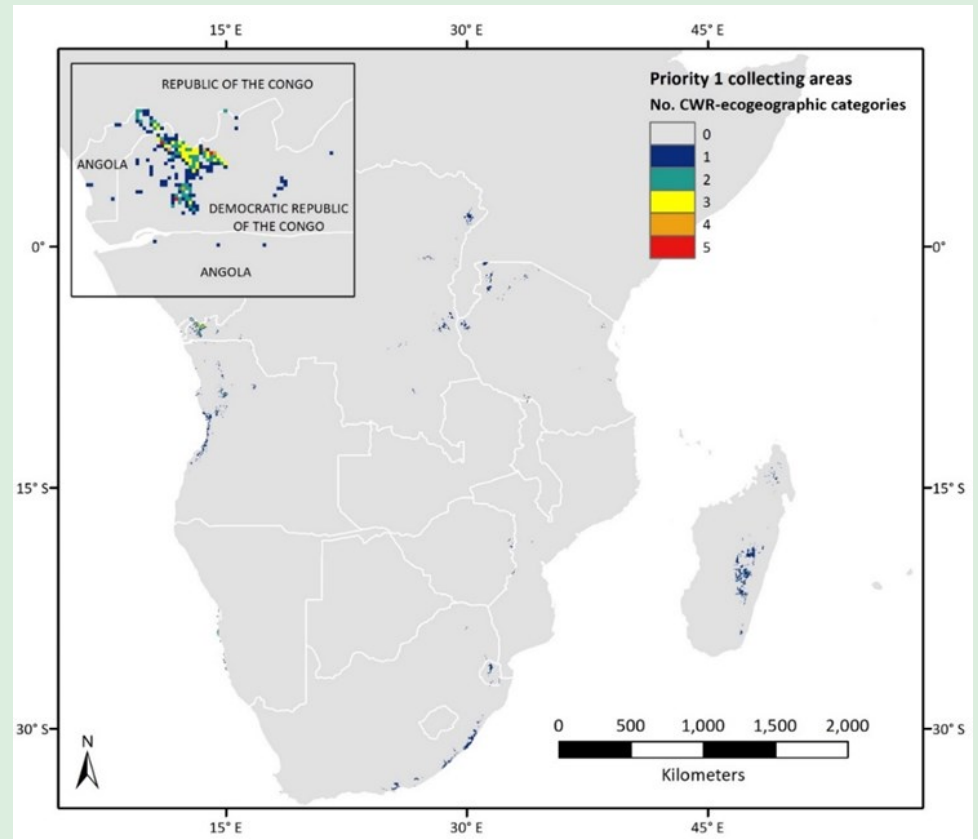 15° E 30° E 45° E
REPUBLIC OF THE CONGO
ANGOLA
DEMOCRATIC REPUBLIC
OF THE CONGO
ANGOLA
Priority 1 collecting areas
No. CWR-ecogeographic categories
0
1
2
3
4
5
0° 0°
15° S 15° S
30° S 30° S
N
0 500 1,000 1,500 2,000
Kilometers
15° E 30° E 45° E